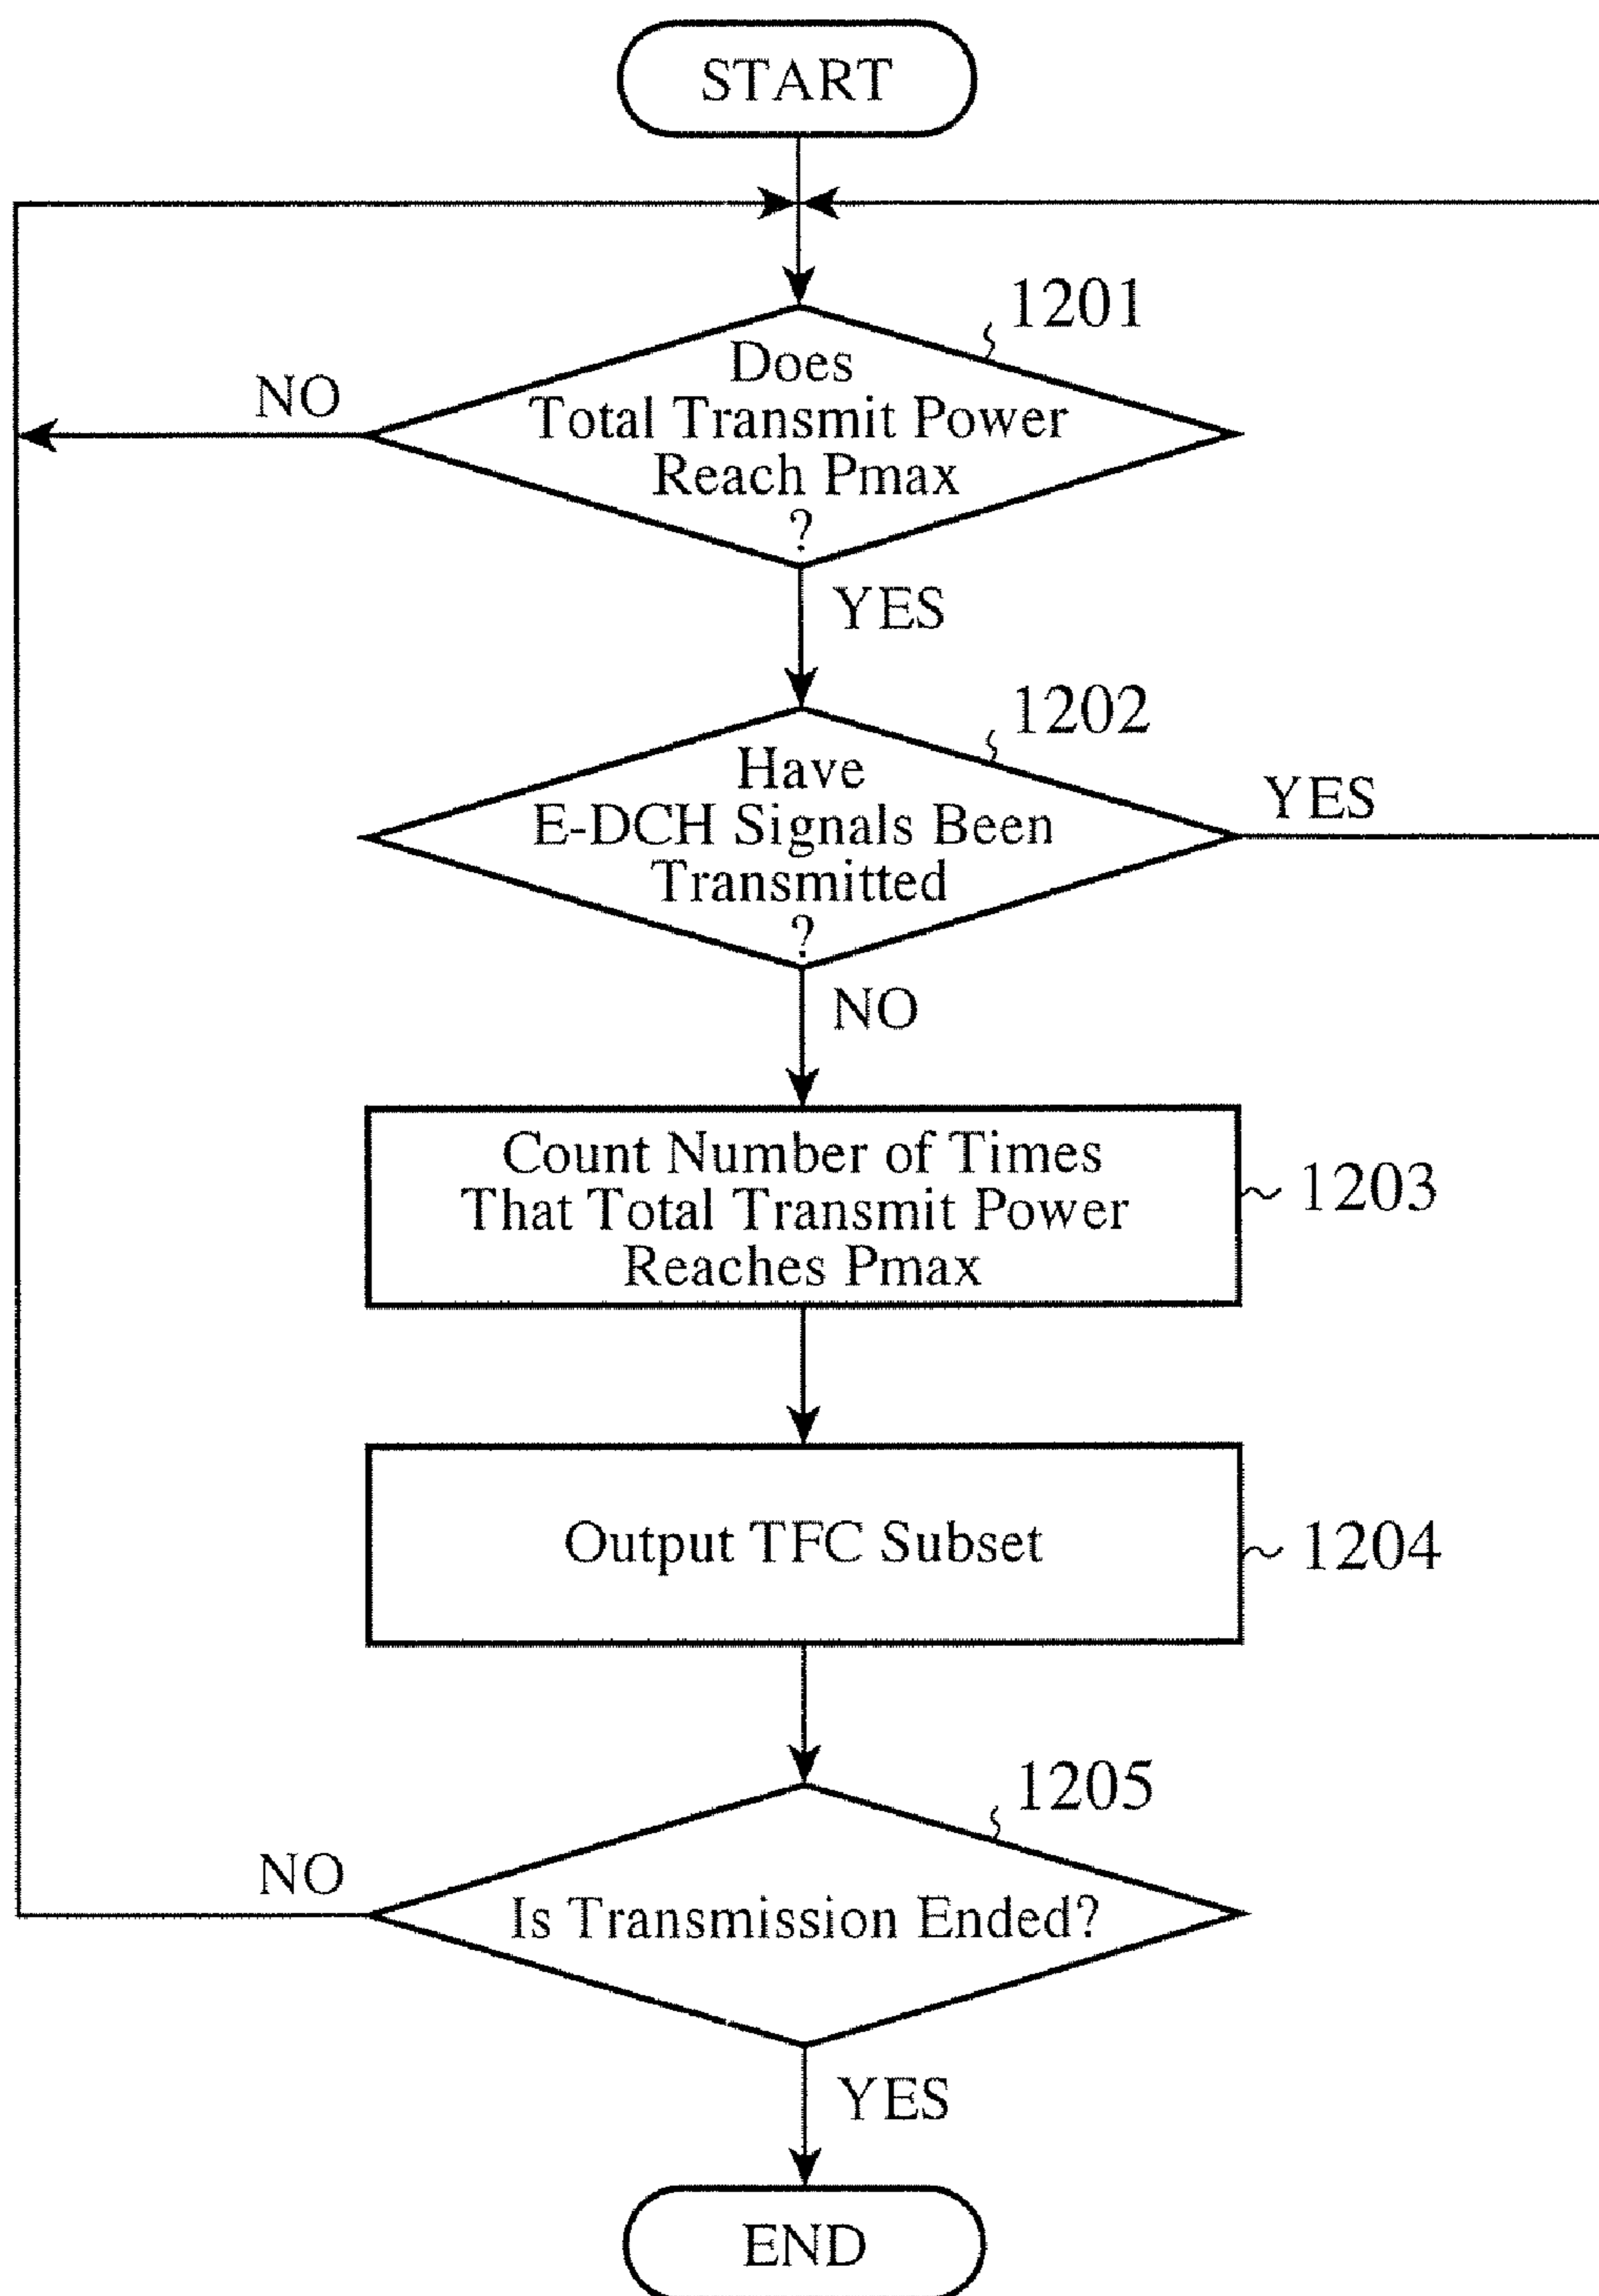 START
1201
Does
Total Transmit Power
Reach Pmax
?
NO
YES
1202
Have
E-DCH Signals Been
Transmitted
?
YES
NO
Count Number of Times
That Total Transmit Power
Reaches Pmax
1203
Output TFC Subset
1204
1205
Is Transmission Ended?
NO
YES
END